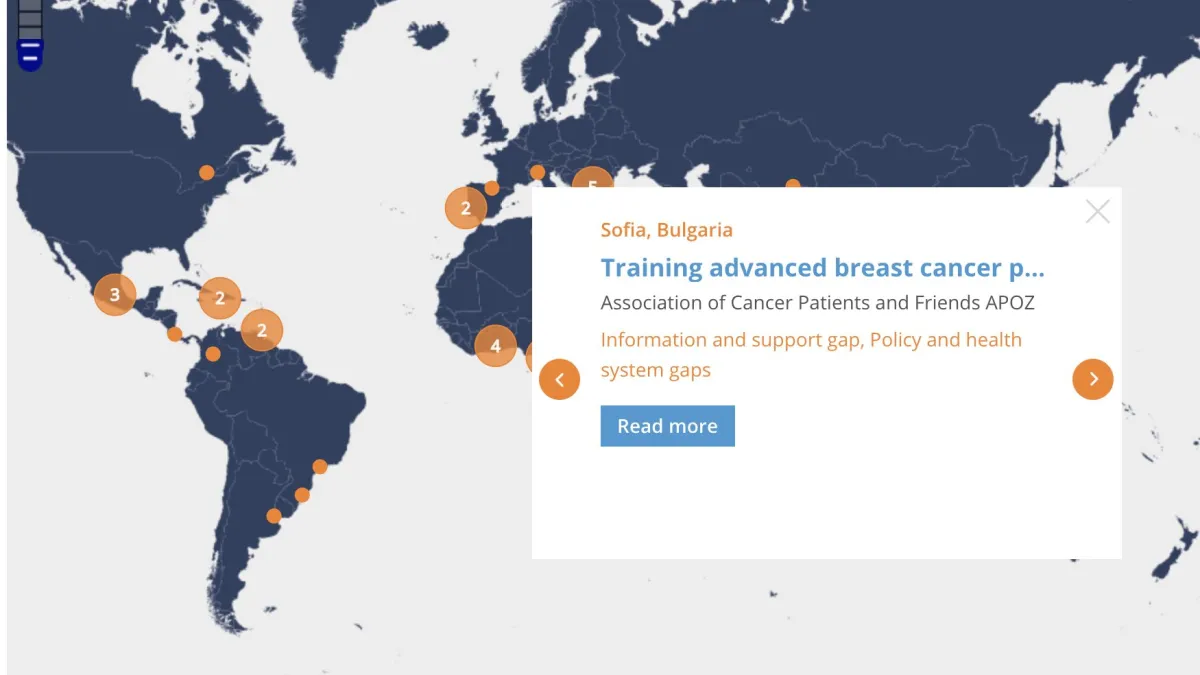 5
2
3
2
2
4
Sofia, Bulgaria
Training advanced breast cancer p...
Association of Cancer Patients and Friends APOZ
Information and support gap, Policy and health
system gaps
Read more